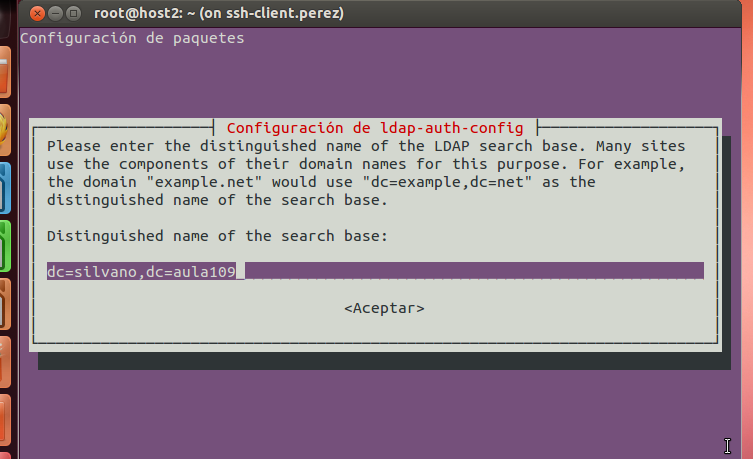 root@host2: ~ (on ssh-client.perez)
Configuración de paquetes
Configuración de ldap-auth-config
Please enter the distinguished name of the LDAP search base. Many sites
use the components of their domain names for this purpose. For example,
the domain "example.net" would use "dc=example,dc=net" as the
distinguished name of the search base.
Distinguished name of the search base:
dc=silvano,dc=aula109
<Aceptar>